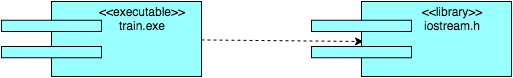 <<executable>>
train.exe
<<library>>
iostream.h